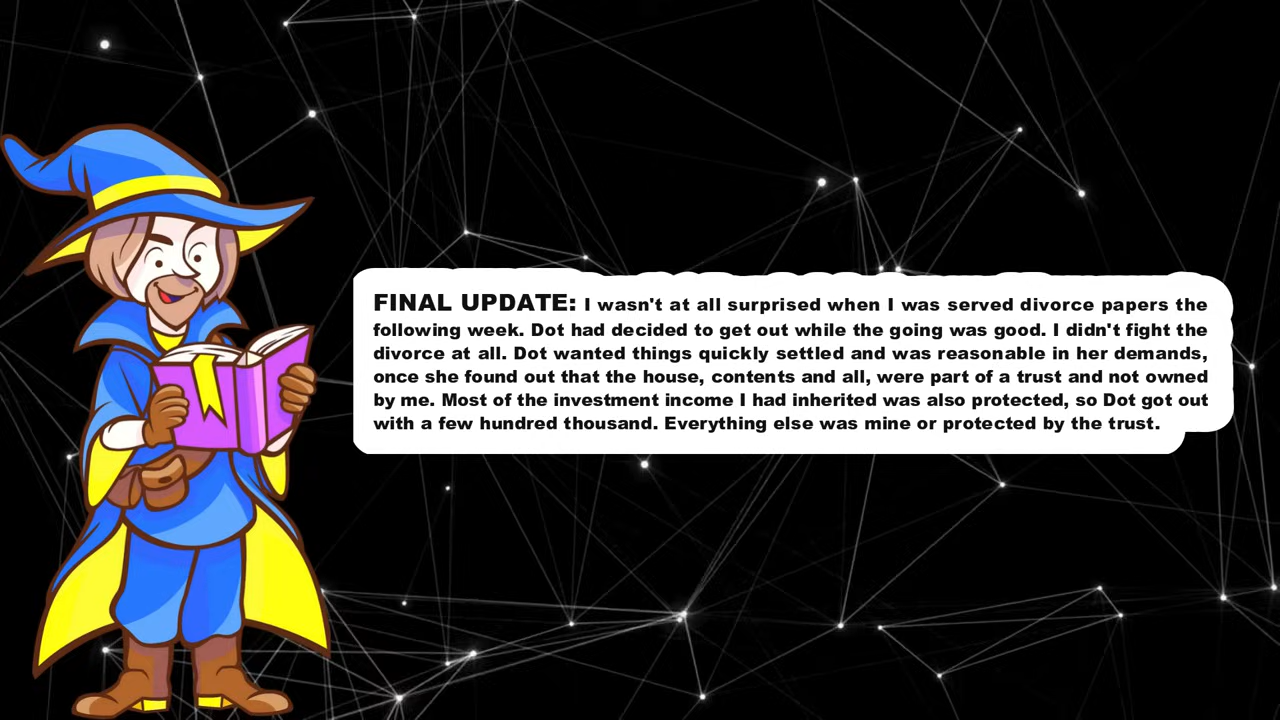 FINAL UPDATE: I wasn't at all surprised when I was served divorce papers the
following week. Dot had decided to get out while the going was good. I didn't fight the
divorce at all. Dot wanted things quickly settled and was reasonable in her demands,
once she found out that the house, contents and all, were part of a trust and not owned
by me. Most of the investment income I had inherited was also protected, so Dot got out
with a few hundred thousand. Everything else was mine or protected by the trust.